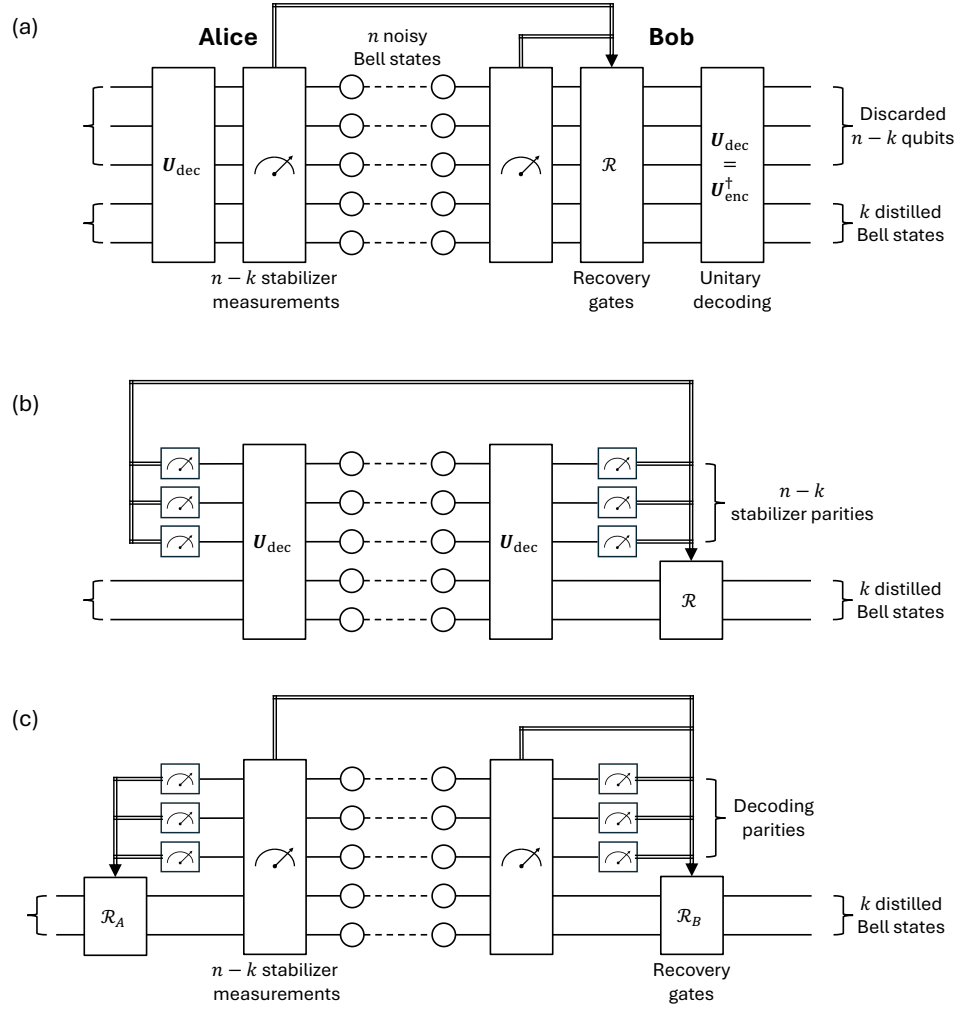 (a)
Alice
n noisy
Bell states
Bob
U_dec
ℛ
U_dec
=
U†_enc
Discarded
n − k qubits
k distilled
Bell states
n − k stabilizer
measurements
Recovery
gates
Unitary
decoding
(b)
U_dec
U_dec
n − k
stabilizer parities
ℛ
k distilled
Bell states
(c)
Decoding
parities
ℛ_A
ℛ_B
k distilled
Bell states
n − k stabilizer
measurements
Recovery
gates